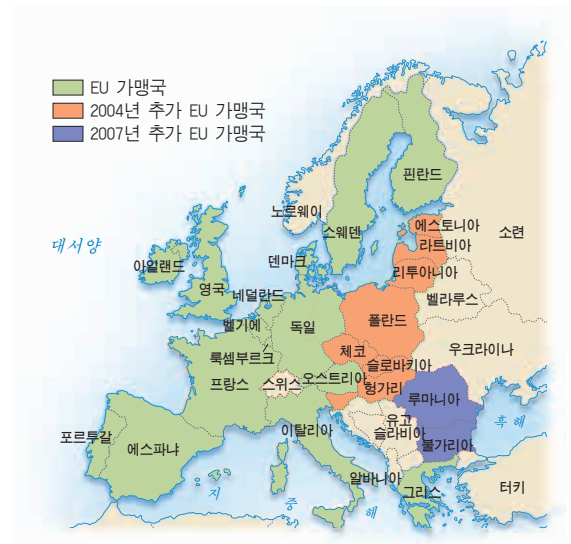 EU 가맹국
2004년 추가 EU 가맹국
2007년 추가 EU 가맹국
핀란드
노르웨이
스웨덴
에스토니아
소련
라트비아
대서양
덴마크
아일랜드
리투아니아
영국
네덜란드
벨라루스
벨기에
독일
폴란드
체코
우크라이나
룩셈부르크
슬로바키아
프랑스
스위스
오스트리아
헝가리
루마니아
포르투갈
에스파냐
이탈리아
유고
슬라비아
흑해
불가리아
알바니아
그리스
터키
지
중
해